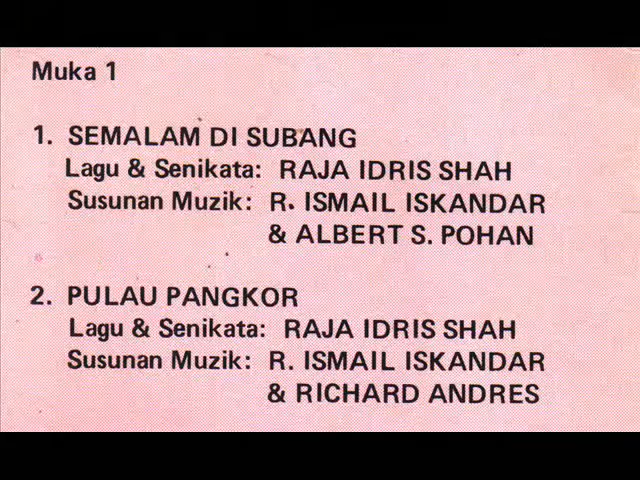 Muka 1
1. SEMALAM DI SUBANG
Lagu & Senikata: RAJA IDRIS SHAH
Susunan Muzik: R. ISMAIL ISKANDAR
& ALBERT S. POHAN
2. PULAU PANGKOR
Lagu & Senikata: RAJA IDRIS SHAH
Susunan Muzik: R. ISMAIL ISKANDAR
& RICHARD ANDRES